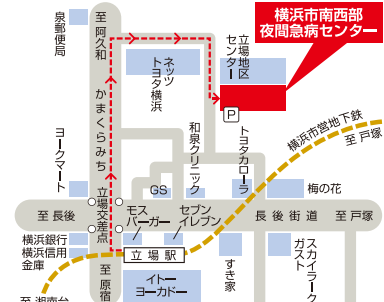 横浜市南西部
夜間急病センター
泉郵便局
至 阿久和
かまくらみち
立場交差点
至 原宿
ネッツ
トヨタ横浜
立場地区
センター
P
横浜市営地下鉄
至 戸塚
ヨークマート
和泉クリニック
トヨタカローラ
GS
梅の花
至 長後
モス
バーガー
セブン
イレブン
長後街道
至 戸塚
横浜銀行
横浜信用
金庫
立場駅
イトー
ヨーカドー
すき家
スカイラーク
ガスト
至 湘南台